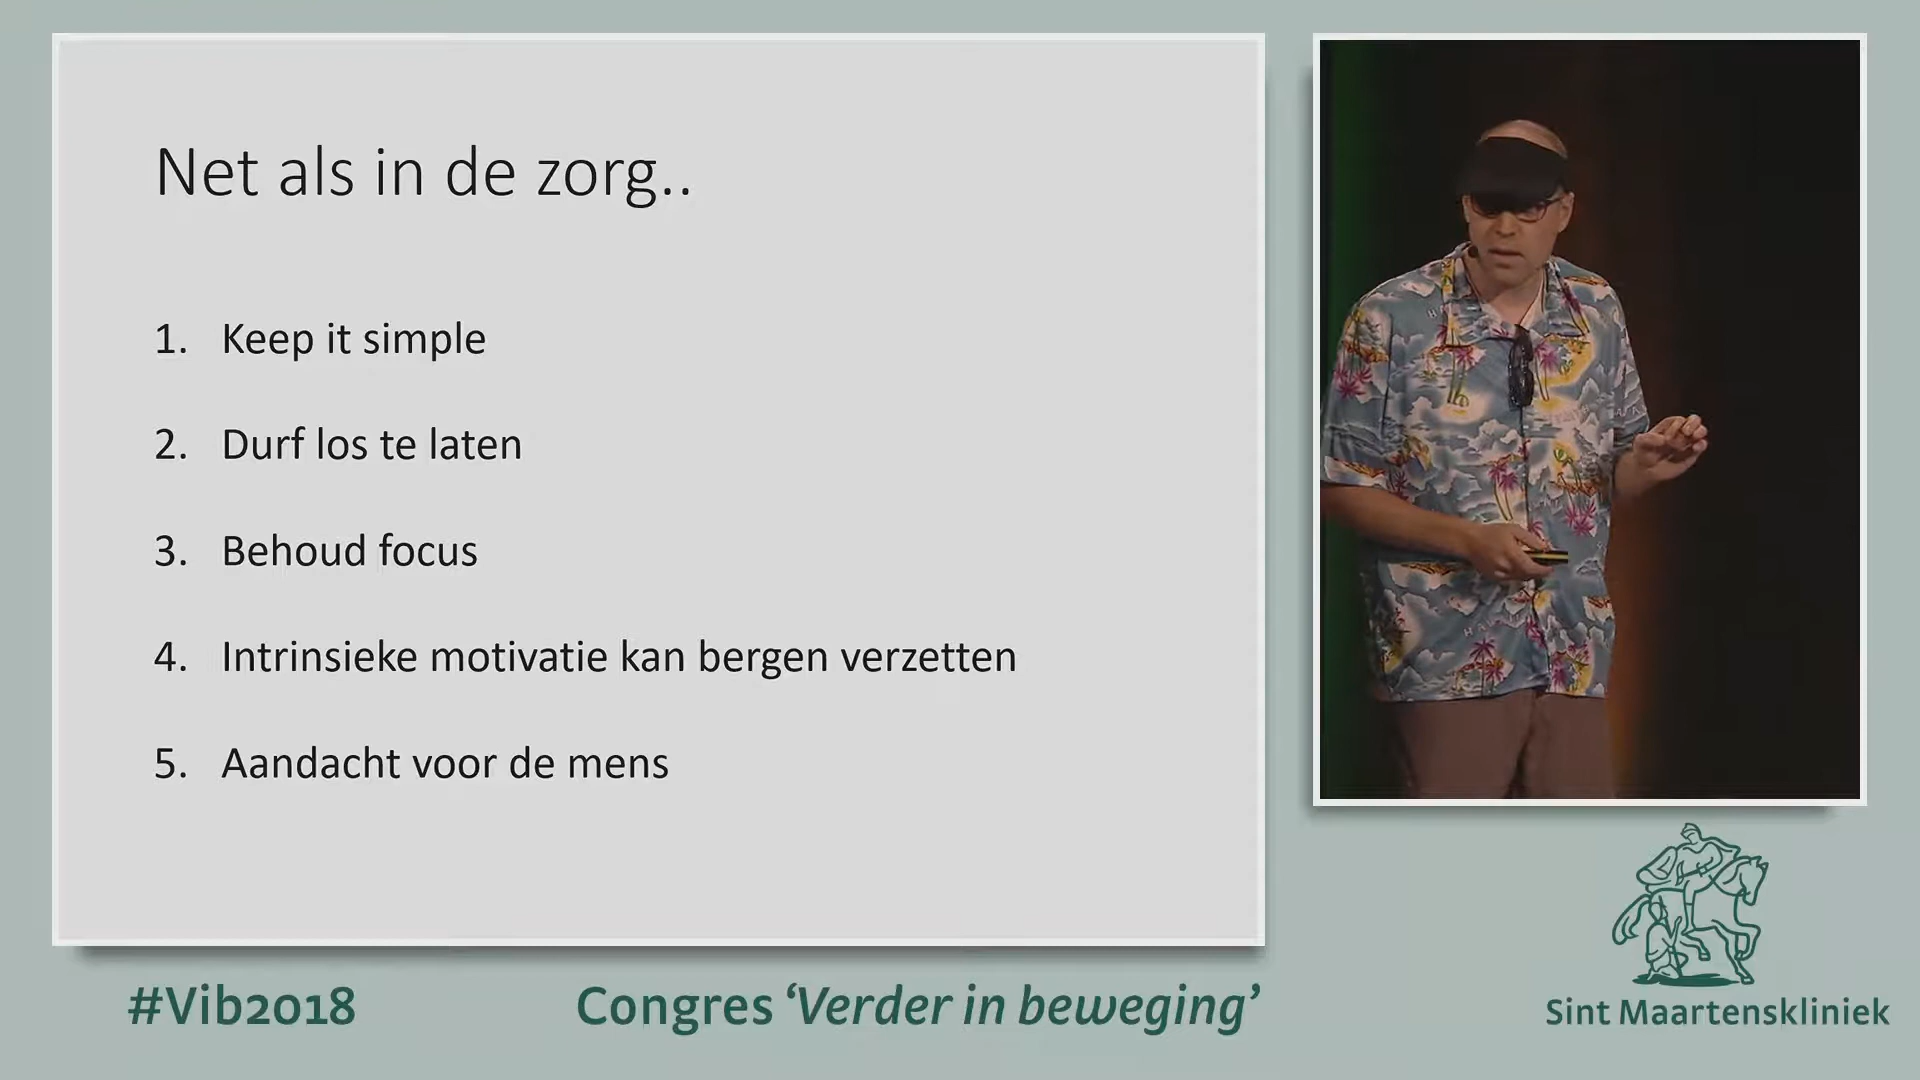 Net als in de zorg..
1. Keep it simple
2. Durf los te laten
3. Behoud focus
4. Intrinsieke motivatie kan bergen verzetten
5. Aandacht voor de mens
#Vib2018
Congres ‘Verder in beweging’
Sint Maartenskliniek